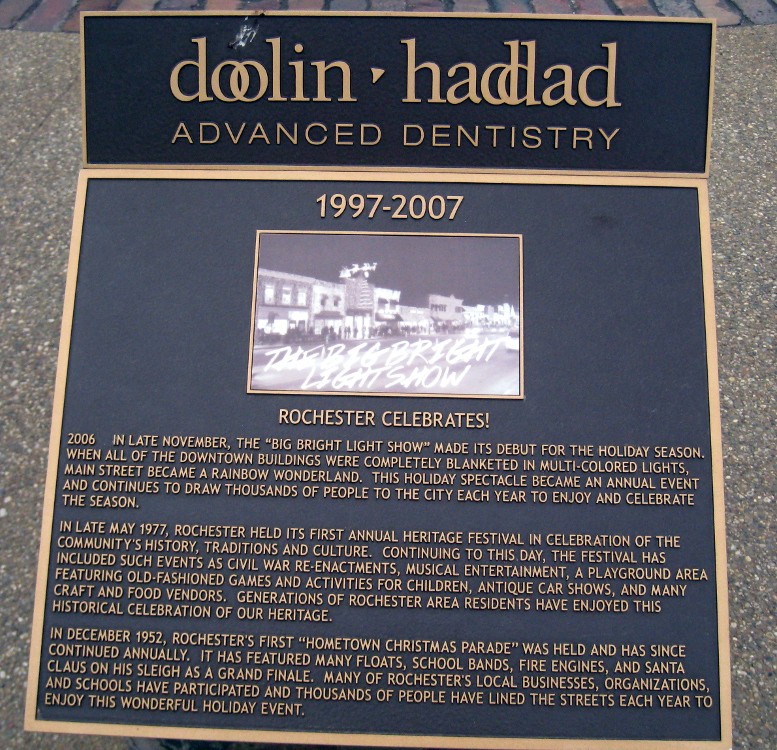 doolin · haddad
ADVANCED DENTISTRY
1997-2007
THE BIG BRIGHT
LIGHT SHOW
ROCHESTER CELEBRATES!
2006 IN LATE NOVEMBER, THE "BIG BRIGHT LIGHT SHOW" MADE ITS DEBUT FOR THE HOLIDAY SEASON.
WHEN ALL OF THE DOWNTOWN BUILDINGS WERE COMPLETELY BLANKETED IN MULTI-COLORED LIGHTS,
MAIN STREET BECAME A RAINBOW WONDERLAND. THIS HOLIDAY SPECTACLE BECAME AN ANNUAL EVENT
AND CONTINUES TO DRAW THOUSANDS OF PEOPLE TO THE CITY EACH YEAR TO ENJOY AND CELEBRATE
THE SEASON.
IN LATE MAY 1977, ROCHESTER HELD ITS FIRST ANNUAL HERITAGE FESTIVAL IN CELEBRATION OF THE
COMMUNITY'S HISTORY, TRADITIONS AND CULTURE. CONTINUING TO THIS DAY, THE FESTIVAL HAS
INCLUDED SUCH EVENTS AS CIVIL WAR RE-ENACTMENTS, MUSICAL ENTERTAINMENT, A PLAYGROUND AREA
FEATURING OLD-FASHIONED GAMES AND ACTIVITIES FOR CHILDREN, ANTIQUE CAR SHOWS, AND MANY
CRAFT AND FOOD VENDORS. GENERATIONS OF ROCHESTER AREA RESIDENTS HAVE ENJOYED THIS
HISTORICAL CELEBRATION OF OUR HERITAGE.
IN DECEMBER 1952, ROCHESTER'S FIRST "HOMETOWN CHRISTMAS PARADE" WAS HELD AND HAS SINCE
CONTINUED ANNUALLY. IT HAS FEATURED MANY FLOATS, SCHOOL BANDS, FIRE ENGINES, AND SANTA
CLAUS ON HIS SLEIGH AS A GRAND FINALE. MANY OF ROCHESTER'S LOCAL BUSINESSES, ORGANIZATIONS,
AND SCHOOLS HAVE PARTICIPATED AND THOUSANDS OF PEOPLE HAVE LINED THE STREETS EACH YEAR TO
ENJOY THIS WONDERFUL HOLIDAY EVENT.